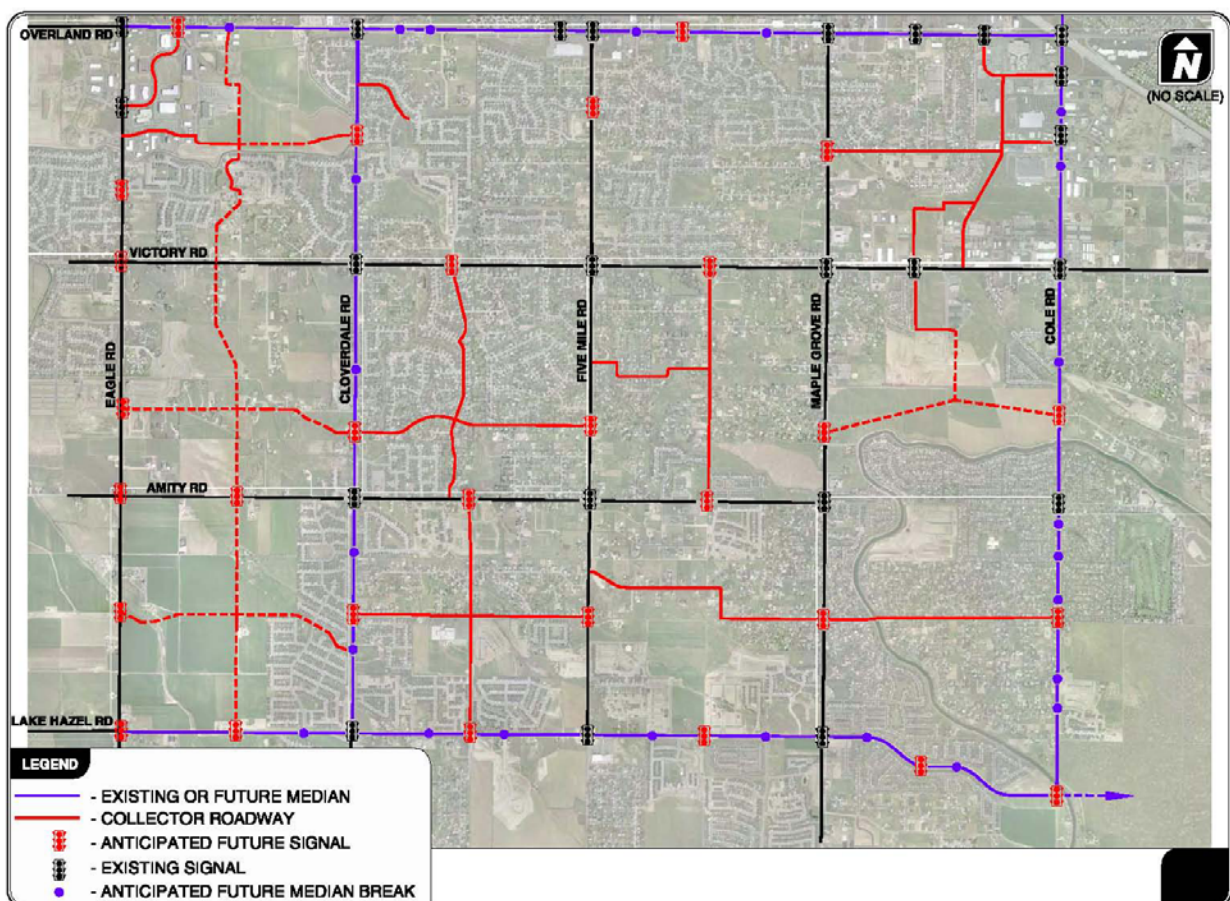 OVERLAND RD
N
(NO SCALE)
VICTORY RD
EAGLE RD
CLOVERDALE RD
FIVE MILE RD
MAPLE GROVE RD
COLE RD
AMITY RD
LAKE HAZEL RD
LEGEND
- EXISTING OR FUTURE MEDIAN
- COLLECTOR ROADWAY
- ANTICIPATED FUTURE SIGNAL
- EXISTING SIGNAL
- ANTICIPATED FUTURE MEDIAN BREAK